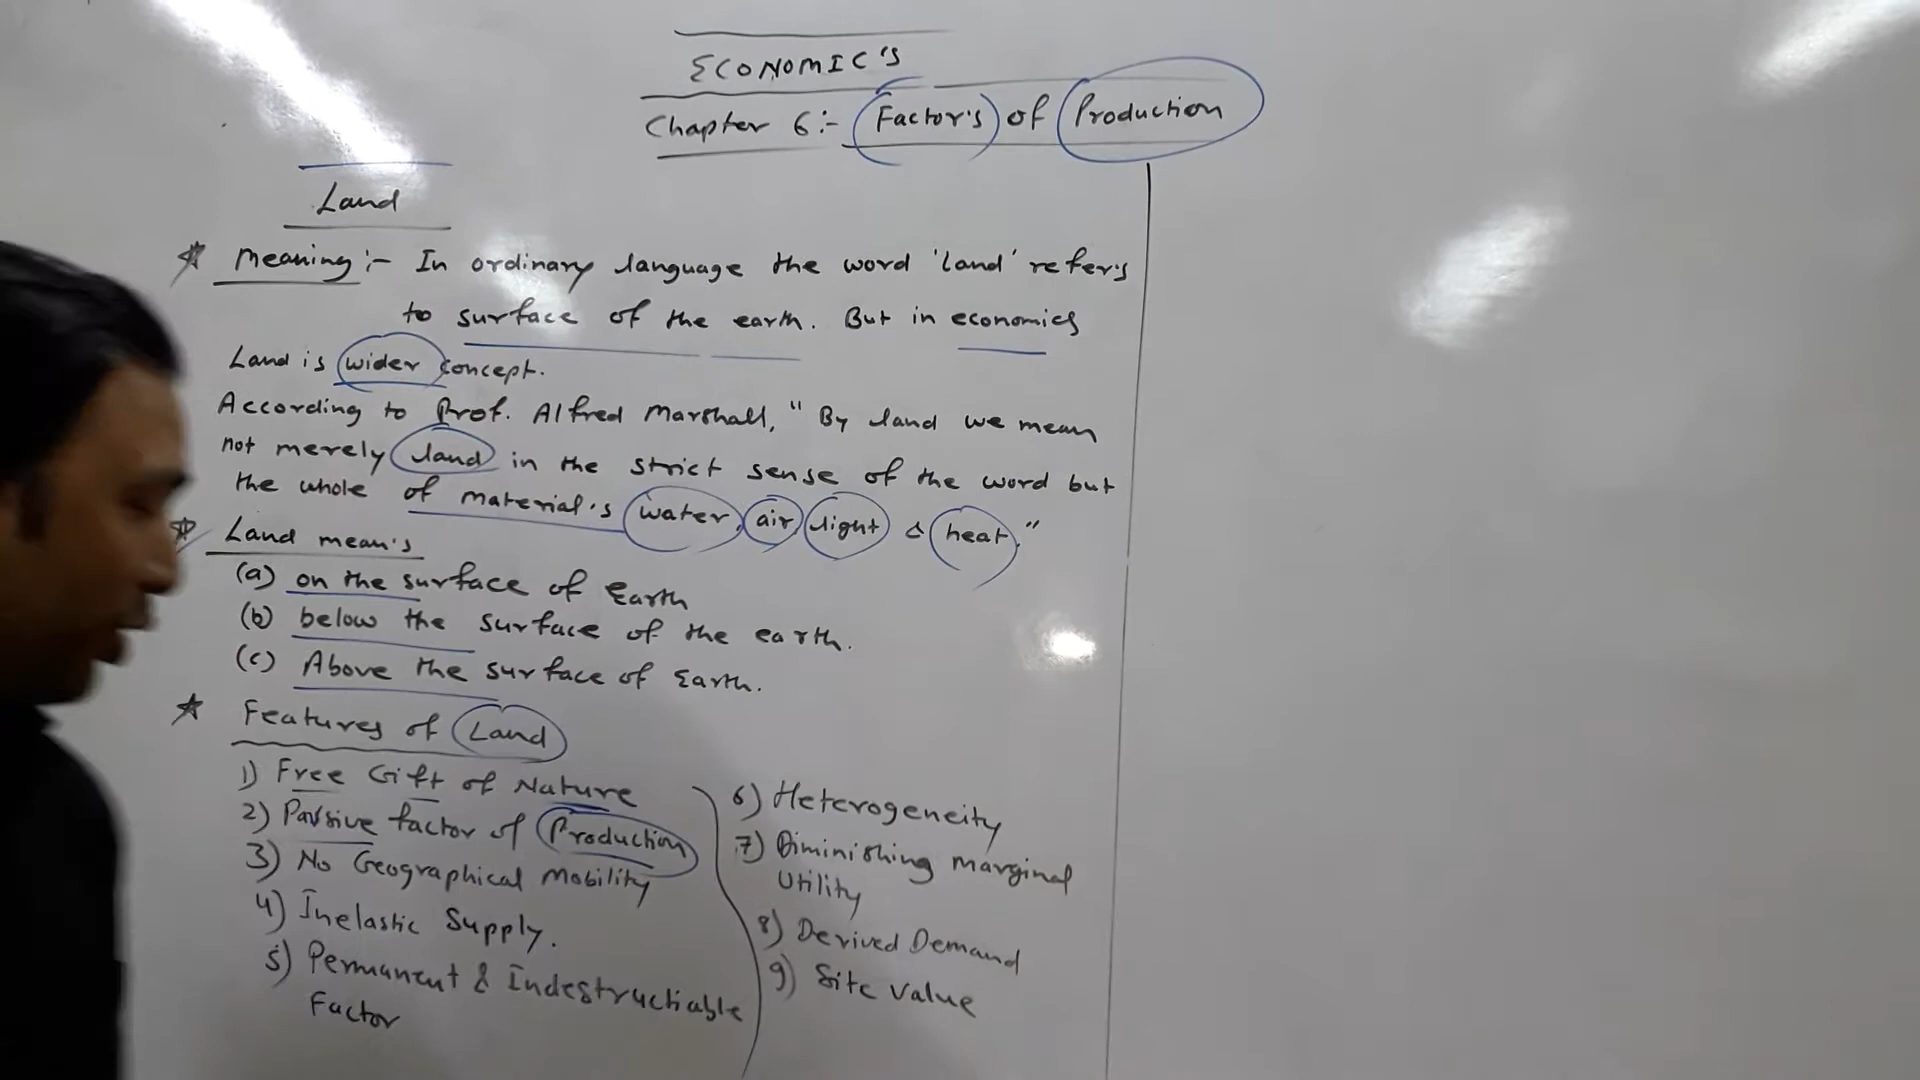 ECONOMIC'S
Chapter 6:- Factor's of Production
Land
Meaning:- In ordinary language the word 'land' refer's
to surface of the earth. But in economics
Land is wider concept.
According to Prof. Alfred Marshall, "By land we mean
not merely land in the strict sense of the word but
the whole of material's water, air, light & heat."
Land mean's
(a) on the surface of Earth
(b) below the surface of the earth.
(c) Above the surface of Earth.
Features of Land
1) Free Gift of Nature
2) Passive factor of Production
3) No Geographical Mobility
4) Inelastic Supply.
5) Permanent & Indestructiable
Factor
6) Heterogeneity
7) Diminishing Marginal
Utility
8) Derived Demand
9) Site Value